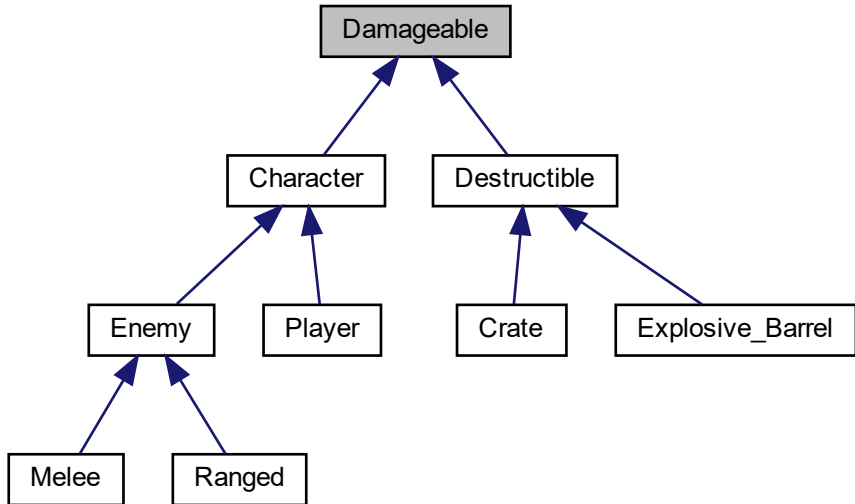 Damageable
Character
Destructible
Enemy
Player
Crate
Explosive_Barrel
Melee
Ranged